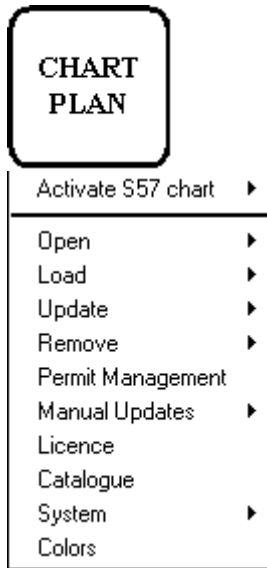 CHART
PLAN
Activate S57 chart
Open
Load
Update
Remove
Permit Management
Manual Updates
Licence
Catalogue
System
Colors